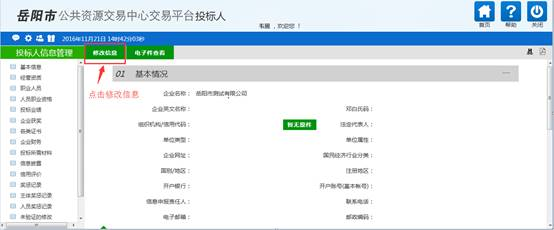 岳阳市 公共资源交易中心交易平台投标人
韦丽，欢迎您！
首页 帮助 关闭
2016年11月21日 14时42分03秒
投标人信息管理 修改信息 电子件查看
基本信息
经营资质
职业人员
人员职业资格
投标业绩
企业获奖
各类证书
企业财务
投标所需材料
信息披露
信用评价
奖惩记录
主体奖惩记录
人员奖惩记录
未验证的修改
点击修改信息
01 基本情况
企业名称： 岳阳市测试有限公司
企业英文名称： 邓白氏码：
组织机构/信用代码： 暂无原件 法定代表人：
单位类型： 单位属性：
企业网址： 国民经济行业分类：
国别/地区： 注册地区：
开户银行： 开户账号(基本帐号)：
信息申报责任人： 联系电话：
电子邮箱： 邮政编码：